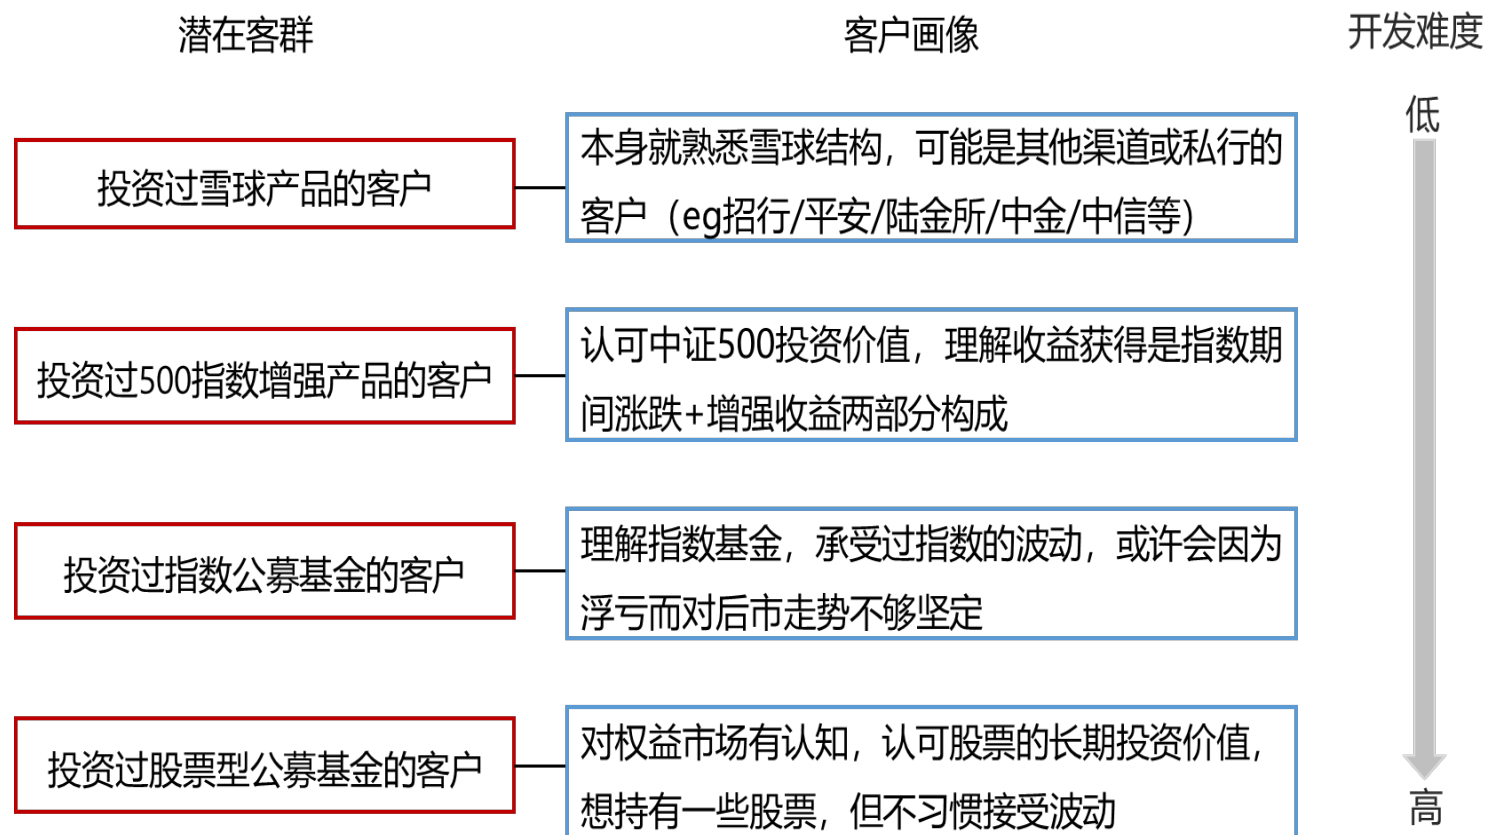 潜在客群
客户画像
开发难度
低
投资过雪球产品的客户
本身就熟悉雪球结构，可能是其他渠道或私行的
客户（eg招行/平安/陆金所/中金/中信等）
投资过500指数增强产品的客户
认可中证500投资价值，理解收益获得是指数期
间涨跌+增强收益两部分构成
投资过指数公募基金的客户
理解指数基金，承受过指数的波动，或许会因为
浮亏而对后市走势不够坚定
投资过股票型公募基金的客户
对权益市场有认知，认可股票的长期投资价值，
想持有一些股票，但不习惯接受波动
高